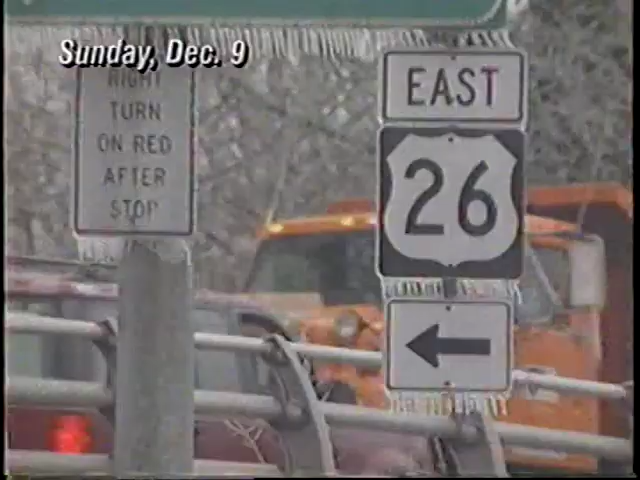 Sunday, Dec. 9
RIGHT
TURN
ON RED
AFTER
STOP
EAST
26